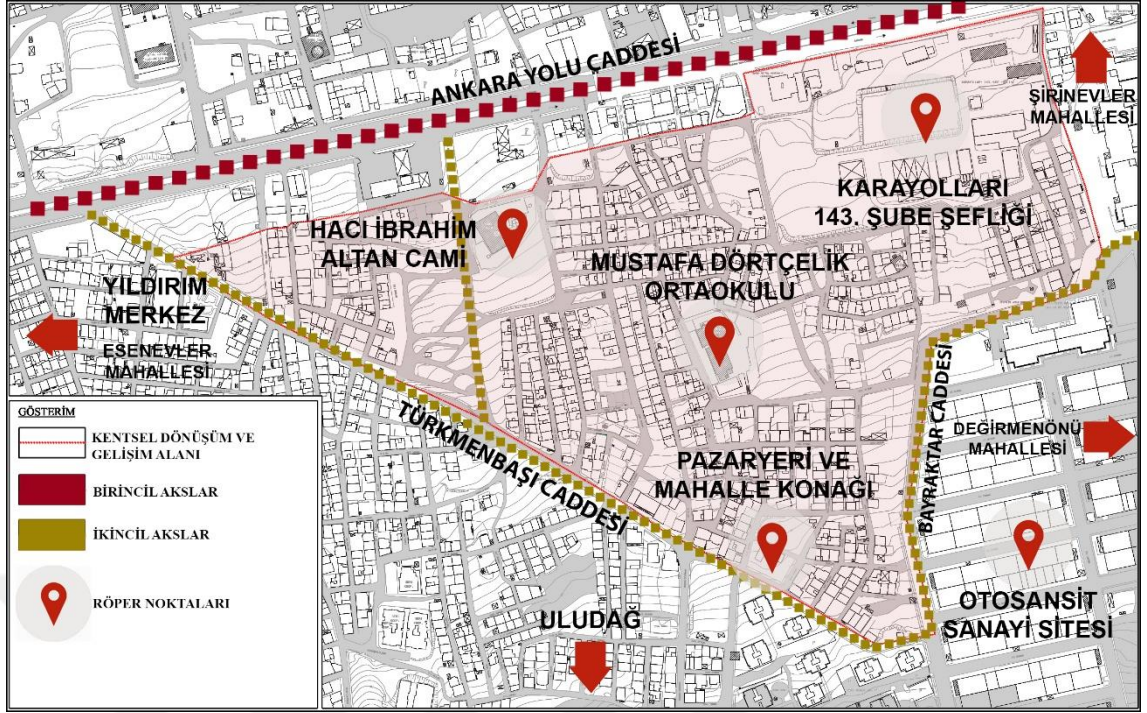 ANKARA YOLU ÇADDESİ
ŞİRİNEVLER
MAHALLESİ
KARAYOLLARI
143. ŞUBE ŞEFLİĞİ
HACI İBRAHİM
ALTAN CAMİ
MUSTAFA DÖRTÇELİK
ORTAOKULU
YILDIRIM
MERKEZ
ESENEVLER
MAHALLESİ
TÜRKMENBAŞI CADDESİ
BAYRAKTAR CADDESİ
DEĞİRMENÖNÜ
MAHALLESİ
PAZARYERİ VE
MAHALLE KONAĞI
OTOSANSİT
SANAYİ SİTESİ
ULUDAĞ
GÖSTERİM
KENTSEL DÖNÜŞÜM VE
GELİŞİM ALANI
BİRİNCİL AKSLAR
İKİNCİL AKSLAR
RÖPER NOKTALARI